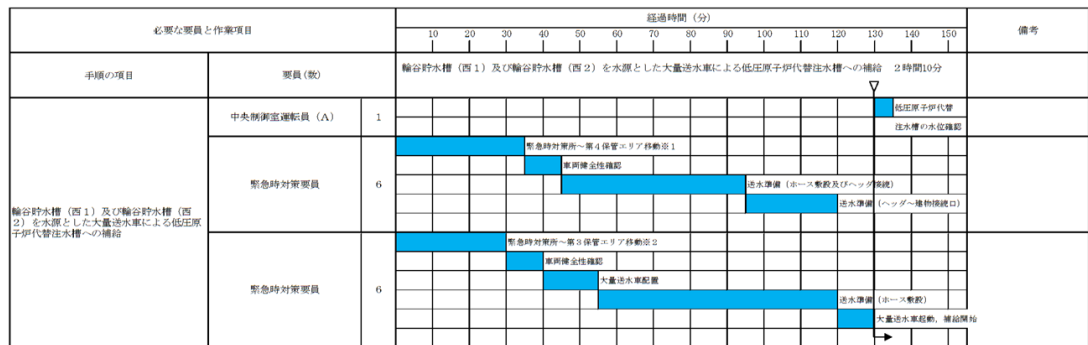 必要な要員と作業項目
経過時間（分）
備考
10 20 30 40 50 60 70 80 90 100 110 120 130 140 150
手順の項目
要員(数)
輪谷貯水槽（西１）及び輪谷貯水槽（西２）を水源とした大量送水車による低圧原子炉代替注水槽への補給　２時間10分
輪谷貯水槽（西１）及び輪谷貯水槽（西
２）を水源とした大量送水車による低圧原
子炉代替注水槽への補給
中央制御室運転員（Ａ）
1
低圧原子炉代替
注水槽の水位確認
緊急時対策要員
6
緊急時対策所～第４保管エリア移動※１
車両健全性確認
送水準備（ホース敷設及びヘッダ接続）
送水準備（ヘッダ～建物接続口）
緊急時対策要員
6
緊急時対策所～第３保管エリア移動※２
車両健全性確認
大量送水車配置
送水準備（ホース敷設）
大量送水車起動，補給開始